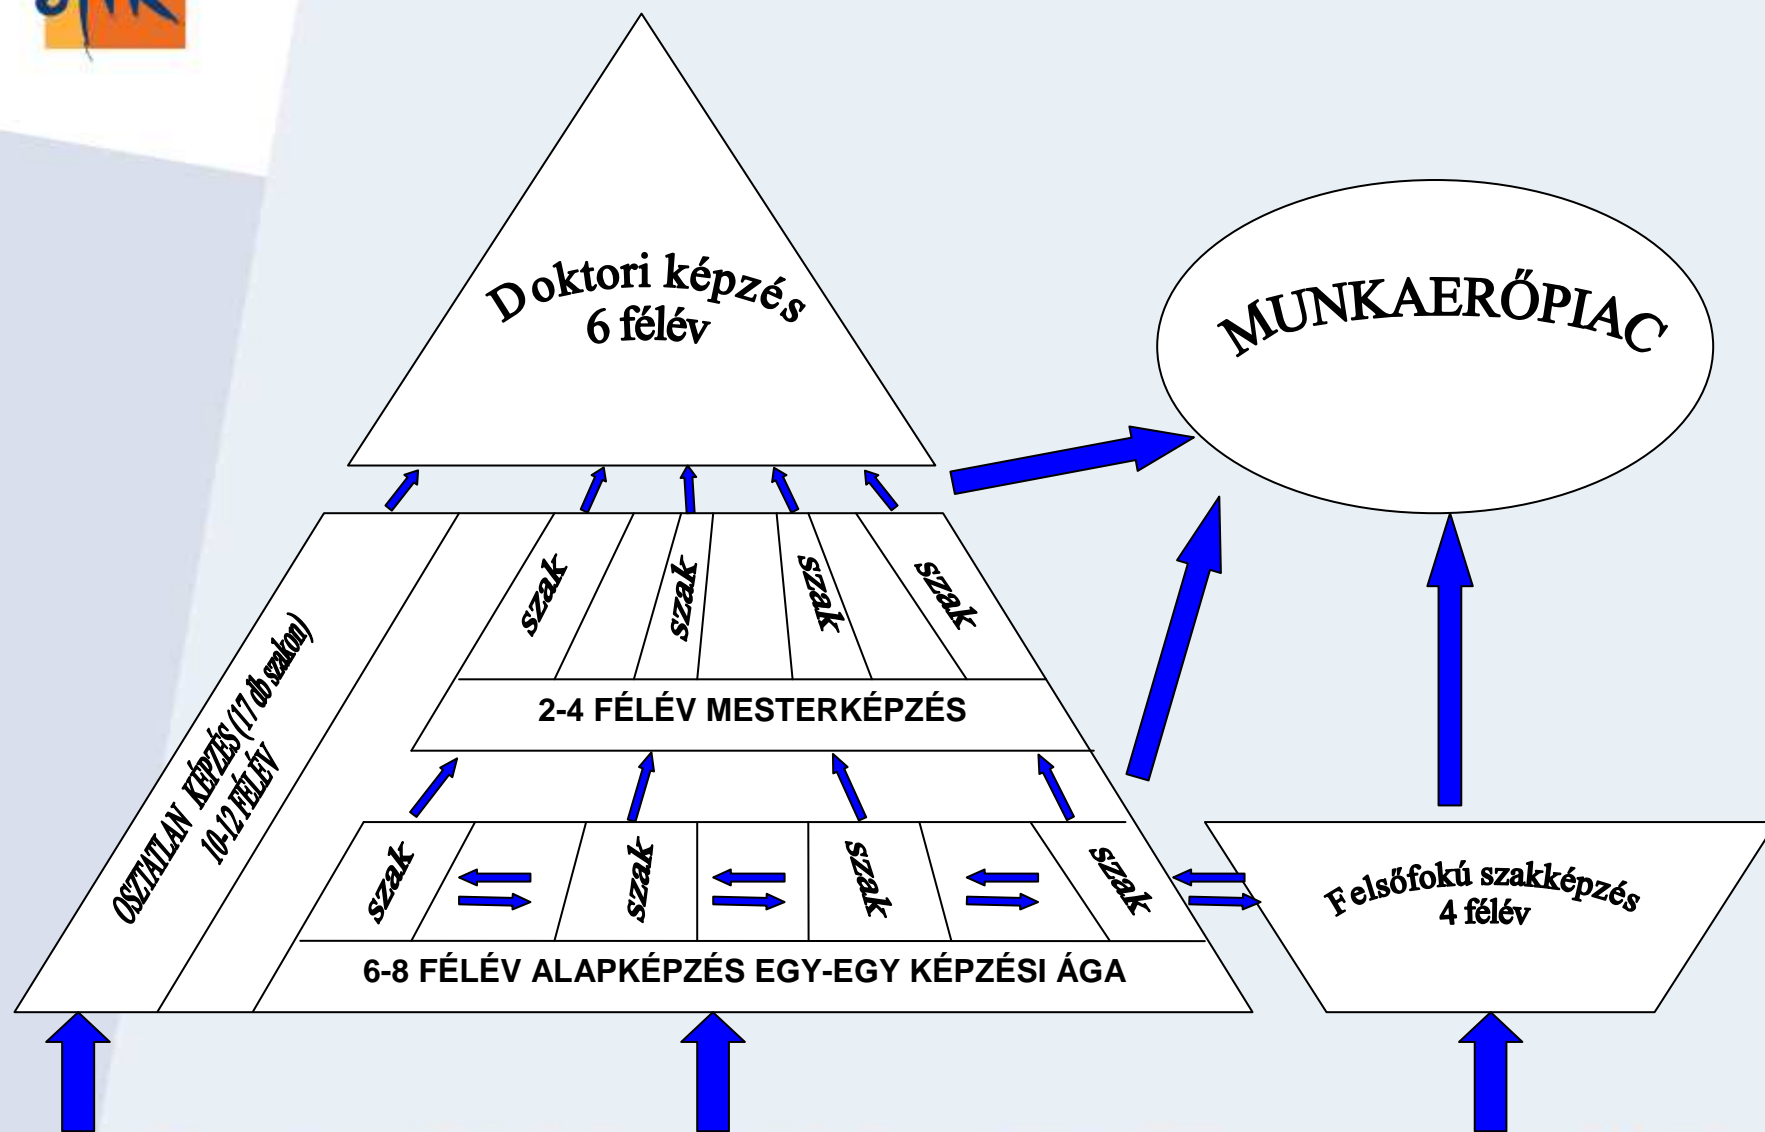 Doktori képzés
6 félév
MUNKAERŐPIAC
szak
szak
szak
szak
2-4 FÉLÉV MESTERKÉPZÉS
OSZTATLAN KÉPZÉS (17 db szakon)
10-12 FÉLÉV
szak
szak
szak
szak
6-8 FÉLÉV ALAPKÉPZÉS EGY-EGY KÉPZÉSI ÁGA
Felsőfokú szakképzés
4 félév